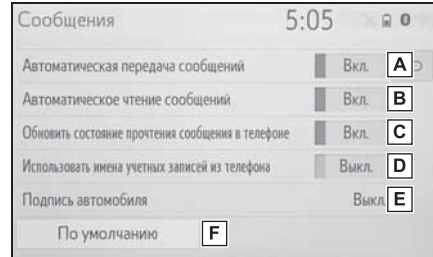 Сообщения 5:05
Автоматическая передача сообщений Вкл. A
Автоматическое чтение сообщений Вкл. B
Обновить состояние прочтения сообщения в телефоне Вкл. C
Использовать имена учетных записей из телефона Выкл. D
Подпись автомобиля Выкл. E
По умолчанию F